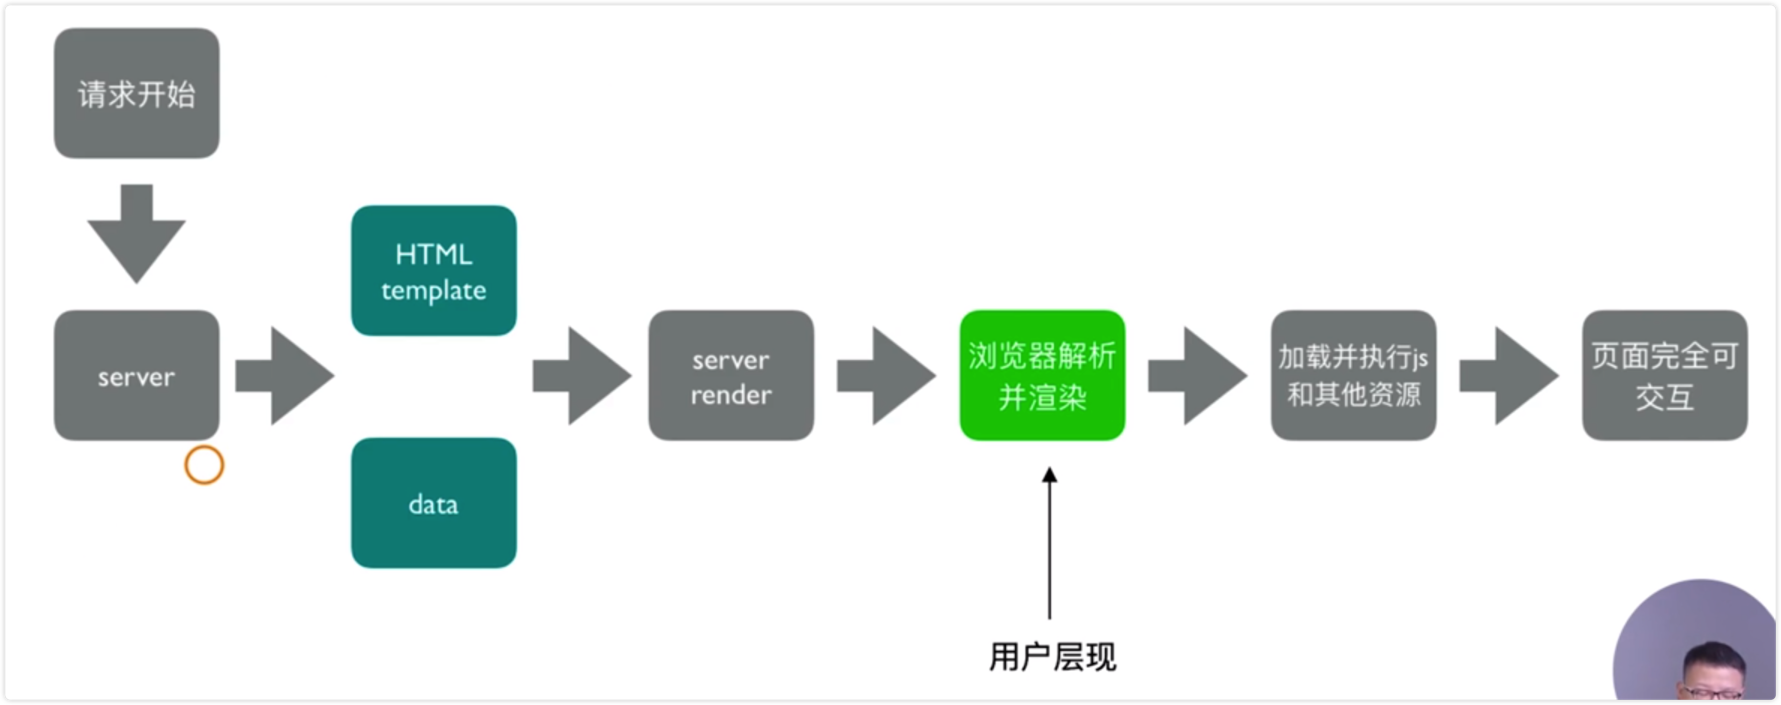 请求开始
server
HTML
template
data
server
render
浏览器解析
并渲染
加载并执行js
和其他资源
页面完全可
交互
用户层现